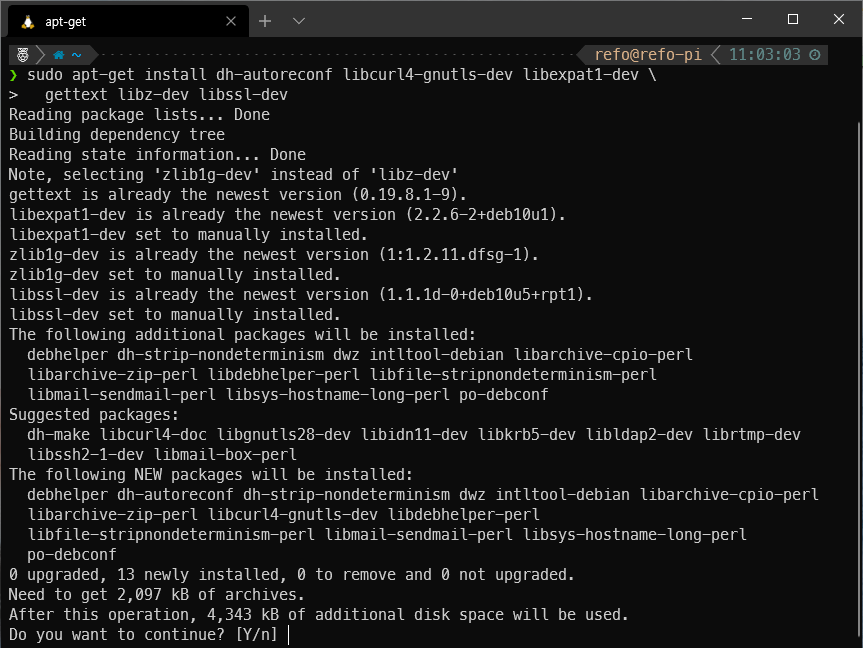 apt-get
refo@refo-pi 11:03:03
❯ sudo apt-get install dh-autoreconf libcurl4-gnutls-dev libexpat1-dev \
>   gettext libz-dev libssl-dev
Reading package lists... Done
Building dependency tree
Reading state information... Done
Note, selecting 'zlib1g-dev' instead of 'libz-dev'
gettext is already the newest version (0.19.8.1-9).
libexpat1-dev is already the newest version (2.2.6-2+deb10u1).
libexpat1-dev set to manually installed.
zlib1g-dev is already the newest version (1:1.2.11.dfsg-1).
zlib1g-dev set to manually installed.
libssl-dev is already the newest version (1.1.1d-0+deb10u5+rpt1).
libssl-dev set to manually installed.
The following additional packages will be installed:
  debhelper dh-strip-nondeterminism dwz intltool-debian libarchive-cpio-perl
  libarchive-zip-perl libdebhelper-perl libfile-stripnondeterminism-perl
  libmail-sendmail-perl libsys-hostname-long-perl po-debconf
Suggested packages:
  dh-make libcurl4-doc libgnutls28-dev libidn11-dev libkrb5-dev libldap2-dev librtmp-dev
  libssh2-1-dev libmail-box-perl
The following NEW packages will be installed:
  debhelper dh-autoreconf dh-strip-nondeterminism dwz intltool-debian libarchive-cpio-perl
  libarchive-zip-perl libcurl4-gnutls-dev libdebhelper-perl
  libfile-stripnondeterminism-perl libmail-sendmail-perl libsys-hostname-long-perl
  po-debconf
0 upgraded, 13 newly installed, 0 to remove and 0 not upgraded.
Need to get 2,097 kB of archives.
After this operation, 4,343 kB of additional disk space will be used.
Do you want to continue? [Y/n]